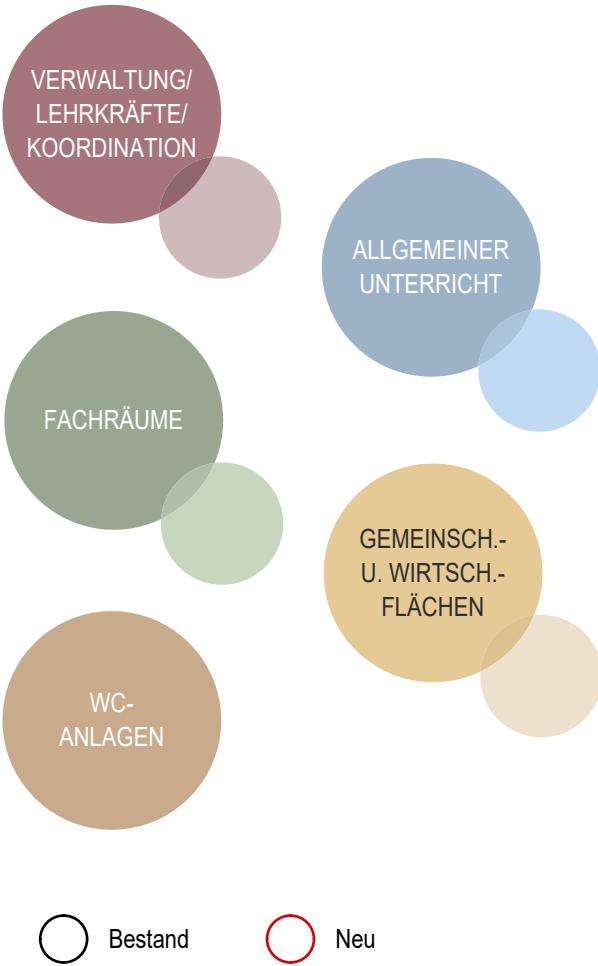 VERWALTUNG/
LEHRKRÄFTE/
KOORDINATION
ALLGEMEINER
UNTERRICHT
FACHRÄUME
GEMEINSCH.-
U. WIRTSCH.-
FLÄCHEN
WC-
ANLAGEN
Bestand
Neu